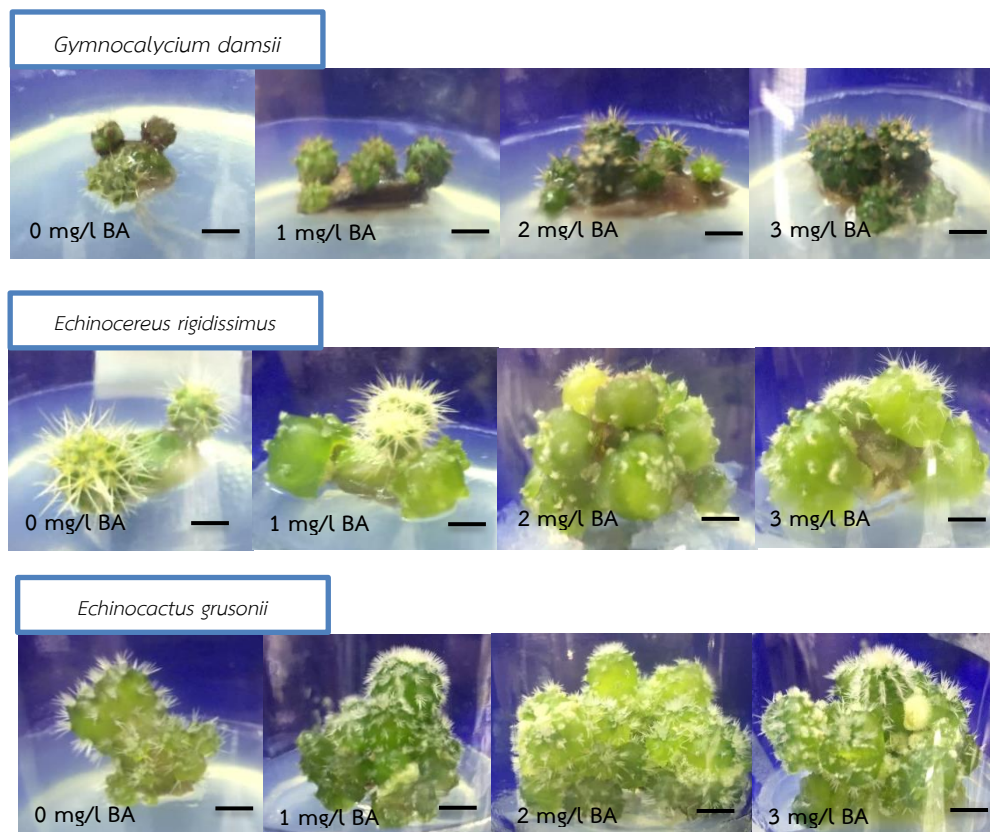 Gymnocalycium damsii
0 mg/l BA
1 mg/l BA
2 mg/l BA
3 mg/l BA
Echinocereus rigidissimus
0 mg/l BA
1 mg/l BA
2 mg/l BA
3 mg/l BA
Echinocactus grusonii
0 mg/l BA
1 mg/l BA
2 mg/l BA
3 mg/l BA